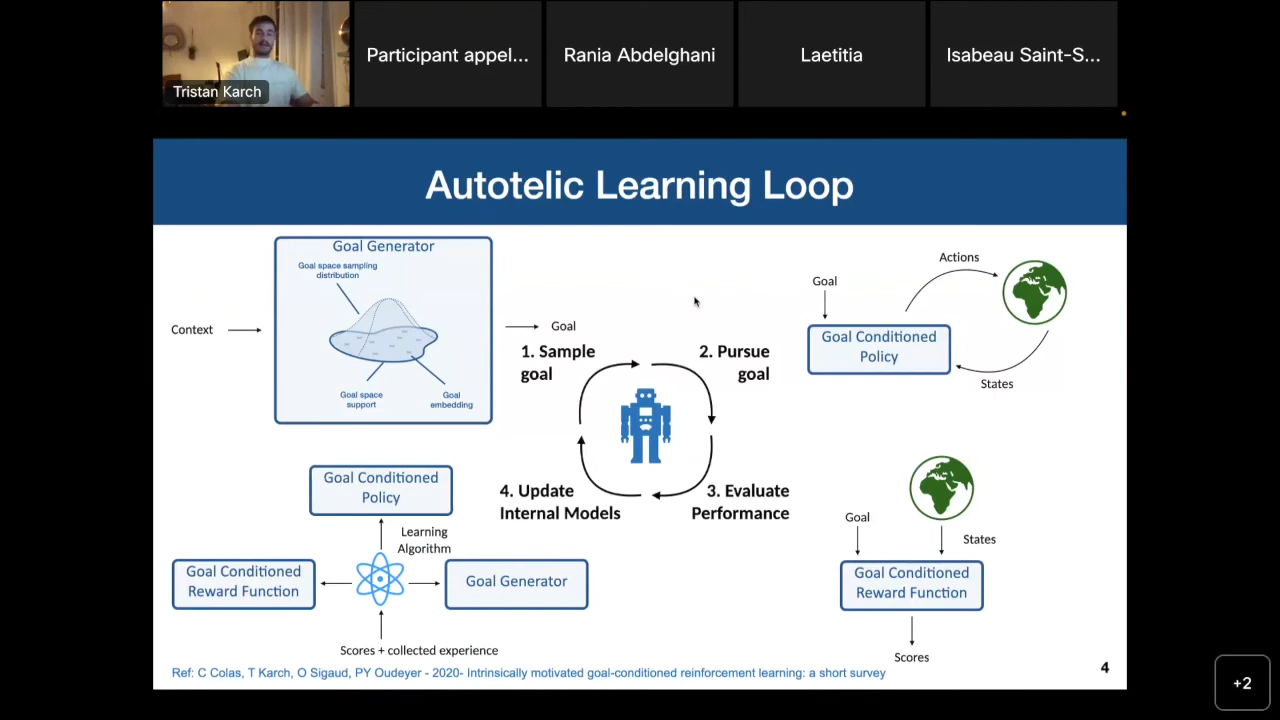 Tristan Karch
Participant appel...
Rania Abdelghani
Laetitia
Isabeau Saint-S...
Autotelic Learning Loop
Goal Generator
Goal space sampling
distribution
Goal space
support
Goal
embedding
Context
Goal
1. Sample
goal
2. Pursue
goal
3. Evaluate
Performance
4. Update
Internal Models
Goal
Actions
Goal Conditioned
Policy
States
Goal
States
Goal Conditioned
Reward Function
Scores
Goal Conditioned
Policy
Learning
Algorithm
Goal Conditioned
Reward Function
Goal Generator
Scores + collected experience
Ref: C Colas, T Karch, O Sigaud, PY Oudeyer - 2020- Intrinsically motivated goal-conditioned reinforcement learning: a short survey
4
+2